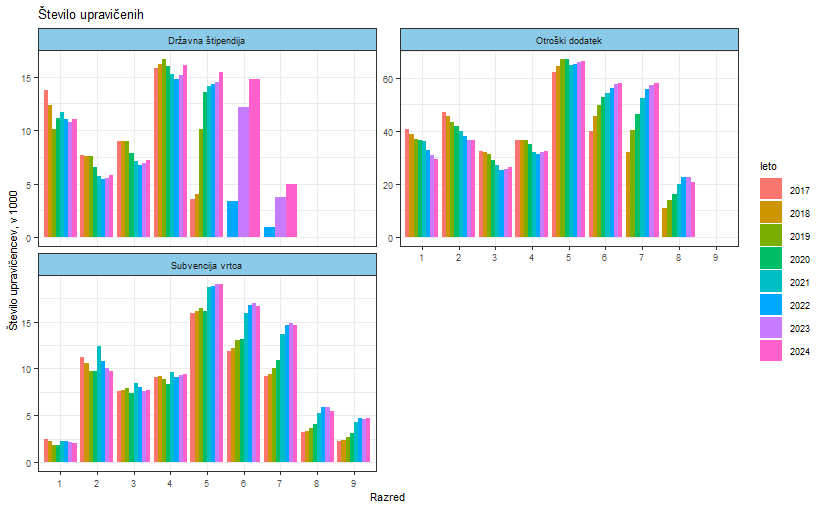 Število upravičenih
Državna štipendija
Otroški dodatek
15
10
5
0
60
40
20
0
1 2 3 4 5 6 7 8 9
Subvencija vrtca
15
10
5
0
1 2 3 4 5 6 7 8 9
Število upravičencev, v 1000
Razred
leto
2017
2018
2019
2020
2021
2022
2023
2024